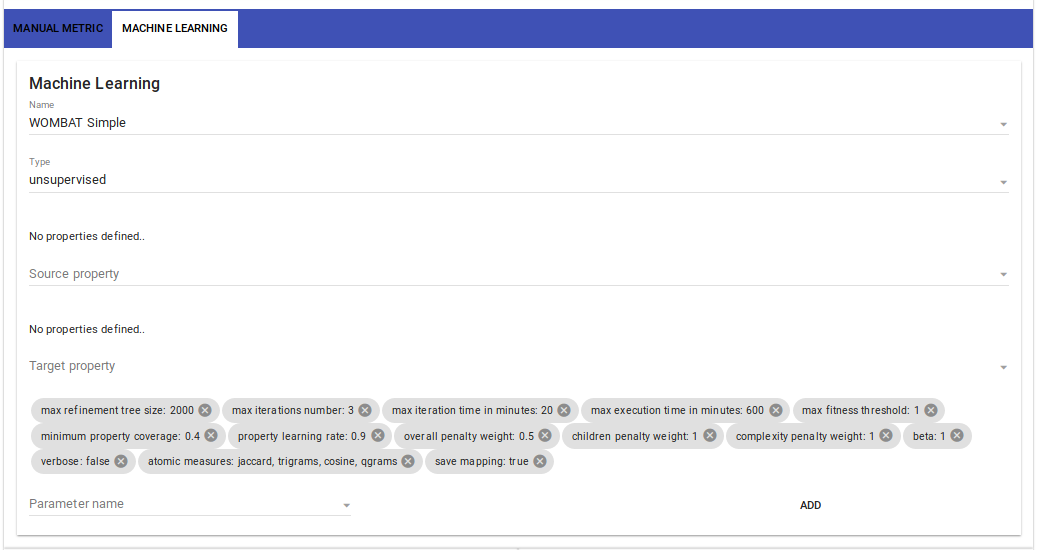 MANUAL METRIC MACHINE LEARNING
Machine Learning
Name
WOMBAT Simple
Type
unsupervised
No properties defined..
Source property
No properties defined..
Target property
max refinement tree size: 2000 max iterations number: 3 max iteration time in minutes: 20 max execution time in minutes: 600 max fitness threshold: 1
minimum property coverage: 0.4 property learning rate: 0.9 overall penalty weight: 0.5 children penalty weight: 1 complexity penalty weight: 1 beta: 1
verbose: false atomic measures: jaccard, trigrams, cosine, qgrams save mapping: true
Parameter name ADD